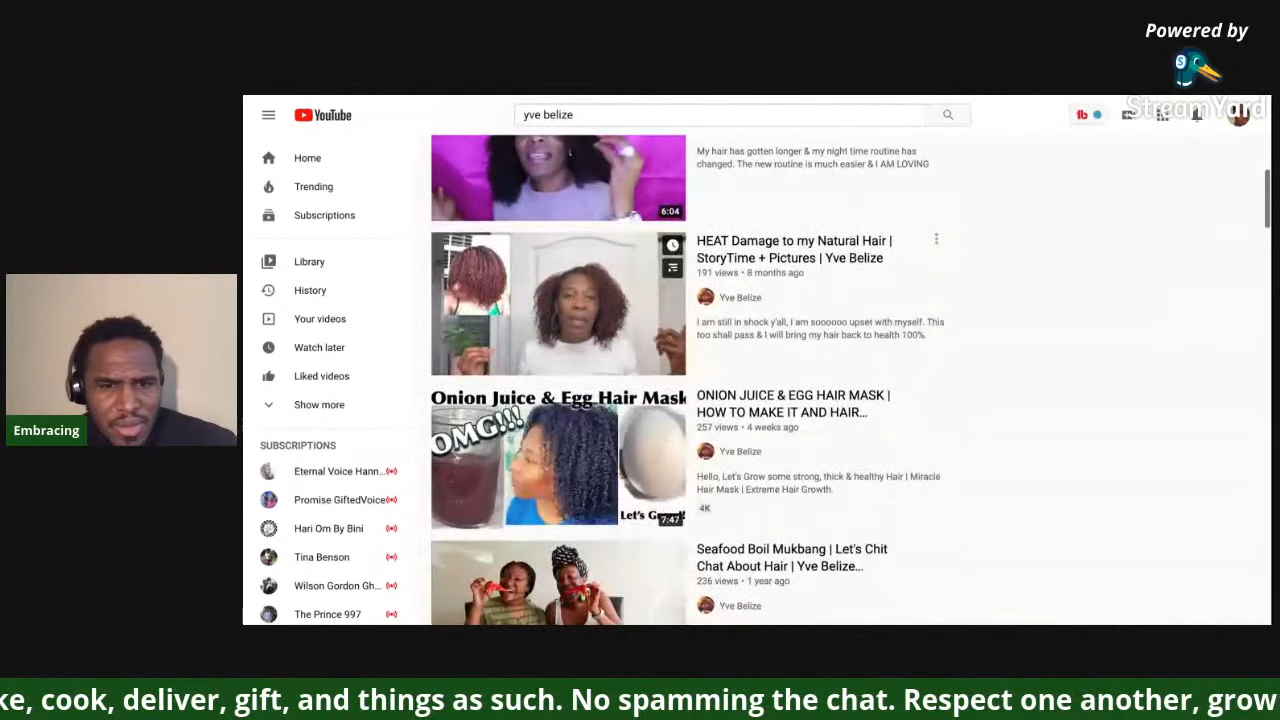 Powered by
StreamYard
YouTube
yve belize
tb
Home
Trending
Subscriptions
Library
History
Your videos
Watch later
Liked videos
Show more
SUBSCRIPTIONS
Eternal Voice Hann...
Promise GiftedVoice
Hari Om By Bini
Tina Benson
Wilson Gordon Gh...
The Prince 997
6:04
My hair has gotten longer & my night time routine has
changed. The new routine is much easier & I AM LOVING
HEAT Damage to my Natural Hair |
StoryTime + Pictures | Yve Belize
191 views • 8 months ago
Yve Belize
I am still in shock y'all, I am soooooo upset with myself. This
too shall pass & I will bring my hair back to health 100%.
Onion Juice & Egg Hair Mask
OMG!!!
Let's Grow!!
7:47
ONION JUICE & EGG HAIR MASK |
HOW TO MAKE IT AND HAIR...
257 views • 4 weeks ago
Yve Belize
Hello, Let's Grow some strong, thick & healthy Hair | Miracle
Hair Mask | Extreme Hair Growth.
4K
Seafood Boil Mukbang | Let's Chit
Chat About Hair | Yve Belize...
236 views • 1 year ago
Yve Belize
Embracing
ke, cook, deliver, gift, and things as such. No spamming the chat. Respect one another, grow